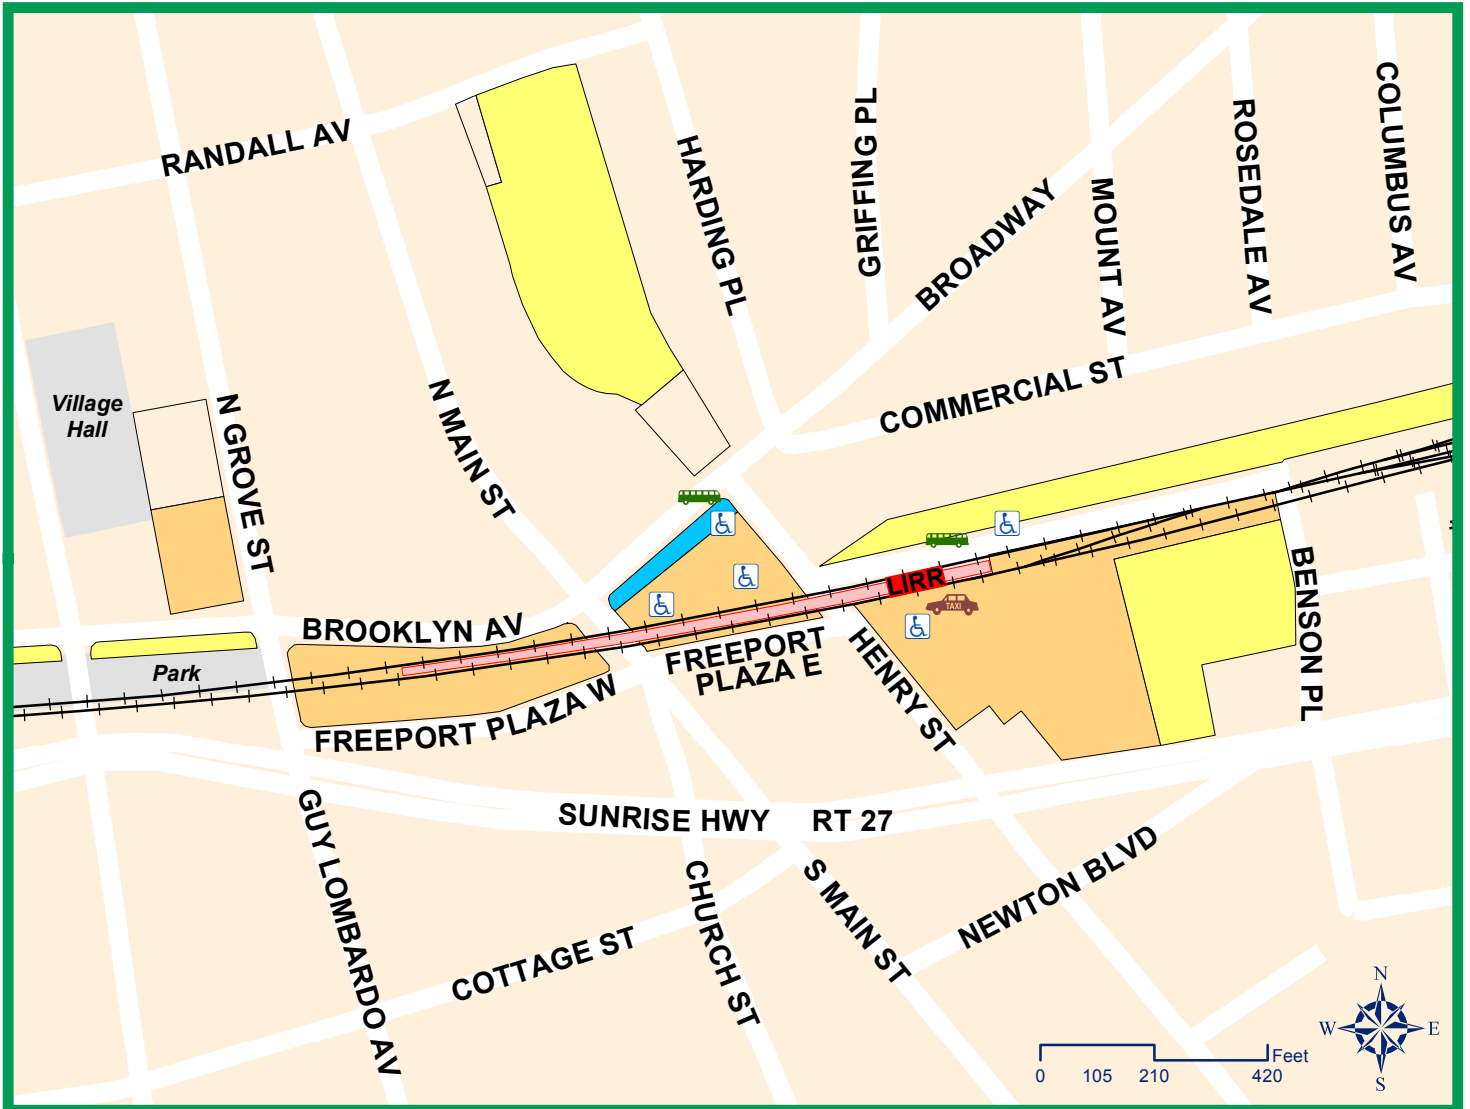 RANDALL AV
HARDING PL
GRIFFING PL
BROADWAY
MOUNT AV
ROSEDALE AV
COLUMBUS AV
Village
Hall
N GROVE ST
N MAIN ST
COMMERCIAL ST
LIRR
TAXI
BROOKLYN AV
Park
FREEPORT PLAZA W
FREEPORT
PLAZA E
HENRY ST
BENSON PL
SUNRISE HWY RT 27
GUY LOMBARDO AV
COTTAGE ST
CHURCH ST
S MAIN ST
NEWTON BLVD
N
W E
S
Feet
0 105 210 420